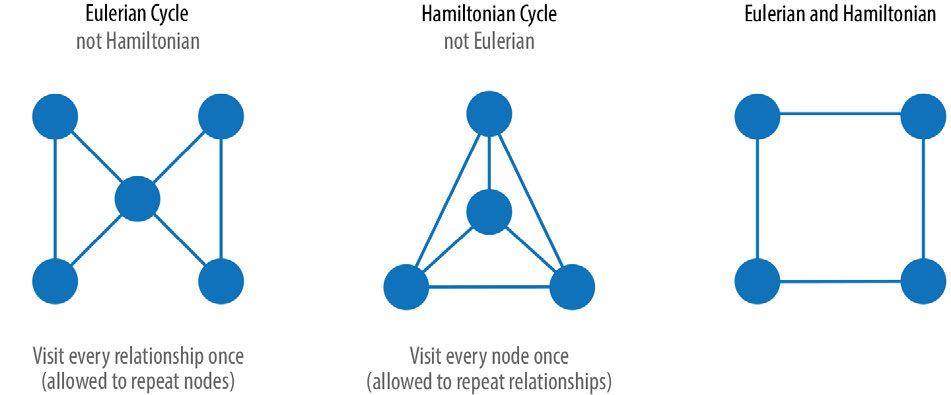 Eulerian Cycle
not Hamiltonian
Hamiltonian Cycle
not Eulerian
Eulerian and Hamiltonian
Visit every relationship once
(allowed to repeat nodes)
Visit every node once
(allowed to repeat relationships)